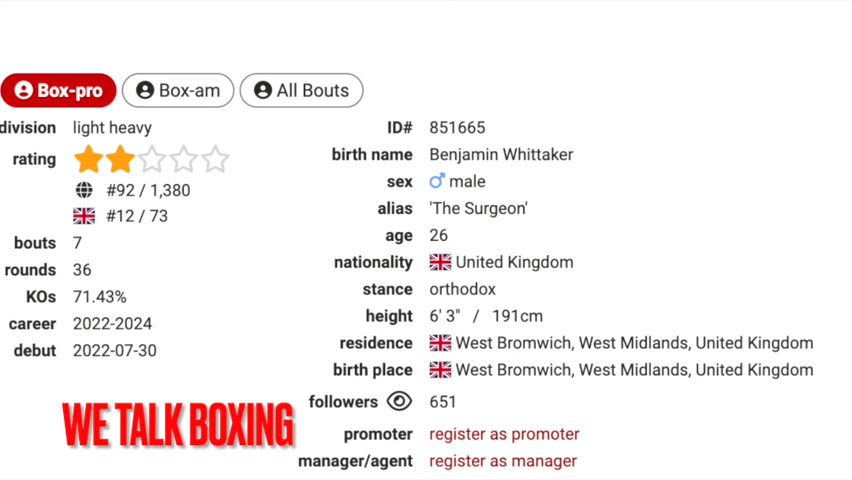 Box-pro Box-am All Bouts
division light heavy
rating
#92 / 1,380
#12 / 73
bouts 7
rounds 36
KOs 71.43%
career 2022-2024
debut 2022-07-30
ID# 851665
birth name Benjamin Whittaker
sex male
alias 'The Surgeon'
age 26
nationality United Kingdom
stance orthodox
height 6' 3" / 191cm
residence West Bromwich, West Midlands, United Kingdom
birth place West Bromwich, West Midlands, United Kingdom
followers 651
promoter register as promoter
manager/agent register as manager
WE TALK BOXING